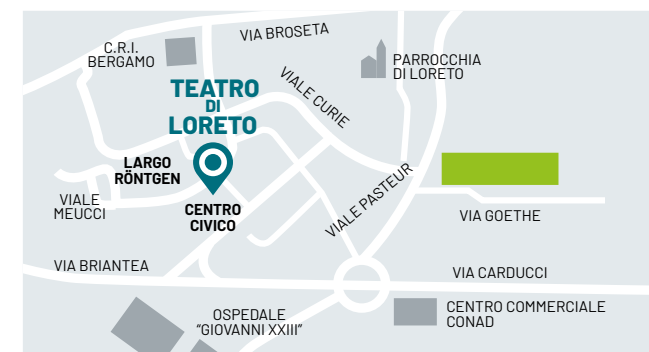 VIA BROSETA
C.R.I.
BERGAMO
PARROCCHIA
DI LORETO
TEATRO
DI
LORETO
VIALE CURIE
LARGO
RÖNTGEN
VIALE
MEUCCI
CENTRO
CIVICO
VIALE PASTEUR
VIA GOETHE
VIA BRIANTEA
VIA CARDUCCI
OSPEDALE
"GIOVANNI XXIII"
CENTRO COMMERCIALE
CONAD